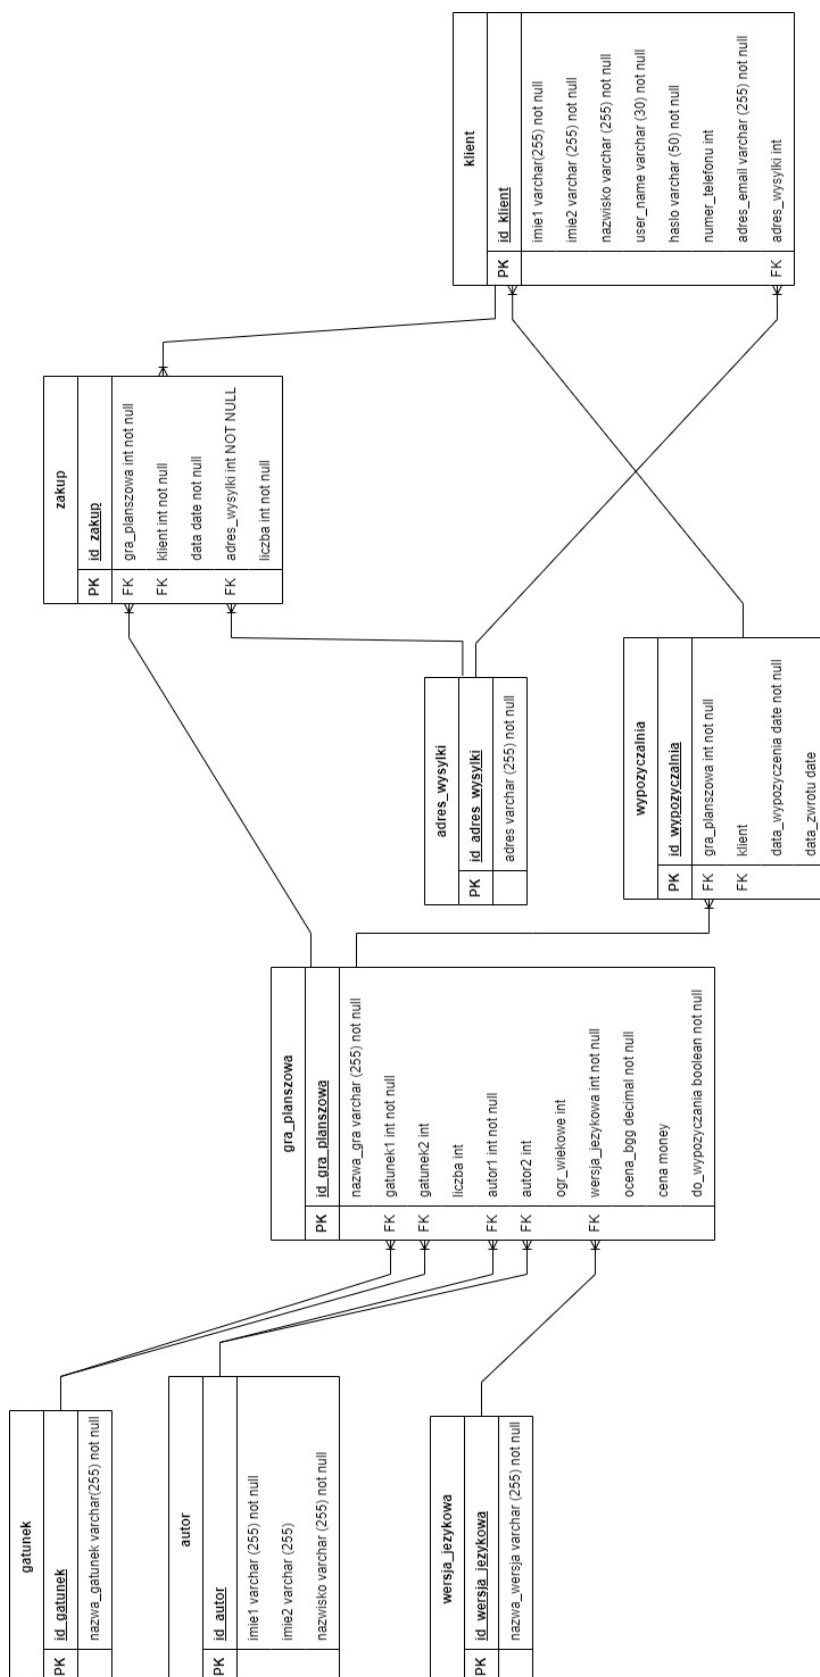 gatunek
PK id_gatunek
nazwa_gatunek varchar(255) not null
autor
PK id_autor
imie1 varchar (255) not null
imie2 varchar (255)
nazwisko varchar (255) not null
wersja_jezykowa
PK id_wersja_jezykowa
nazwa_wersja varchar (255) not null
gra_planszowa
PK id_gra_planszowa
nazwa_gra varchar (255) not null
FK gatunek1 int not null
FK gatunek2 int
liczba int
FK autor1 int not null
FK autor2 int
ogr_wiekowe int
FK wersja_jezykowa int not null
ocena_bgg decimal not null
cena money
do_wypozyczania boolean not null
zakup
PK id_zakup
FK gra_planszowa int not null
FK klient int not null
data date not null
FK adres_wysylki int NOT NULL
liczba int not null
adres_wysylki
PK id_adres_wysylki
adres varchar (255) not null
wypozyczalnia
PK id_wypozyczalnia
FK gra_planszowa int not null
FK klient
data_wypozyczenia date not null
data_zwrotu date
klient
PK id_klient
imie1 varchar(255) not null
imie2 varchar (255) not null
nazwisko varchar (255) not null
user_name varchar (30) not null
haslo varchar (50) not null
numer_telefonu int
adres_email varchar (255) not null
FK adres_wysylki int